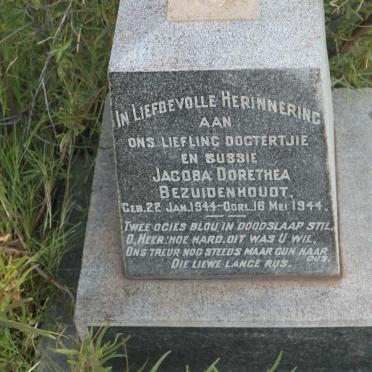 IN LIEFDEVOLLE HERINNERING
AAN
ONS LIEFLING DOGTERTJIE
EN SUSSIE
JACOBA DORETHEA
BEZUIDENHOUDT.
GEB. 22 JAN. 1944 - OORL. 16 MEI 1944.
TWEE OGIES BLOU IN DOODSLAAP STIL,
O, HEER: HOE HARD. DIT WAS U WIL.
ONS TREUR NOG STEEDS MAAR GUN HAAR DUS.
DIE LIEWE LANGE RUS.